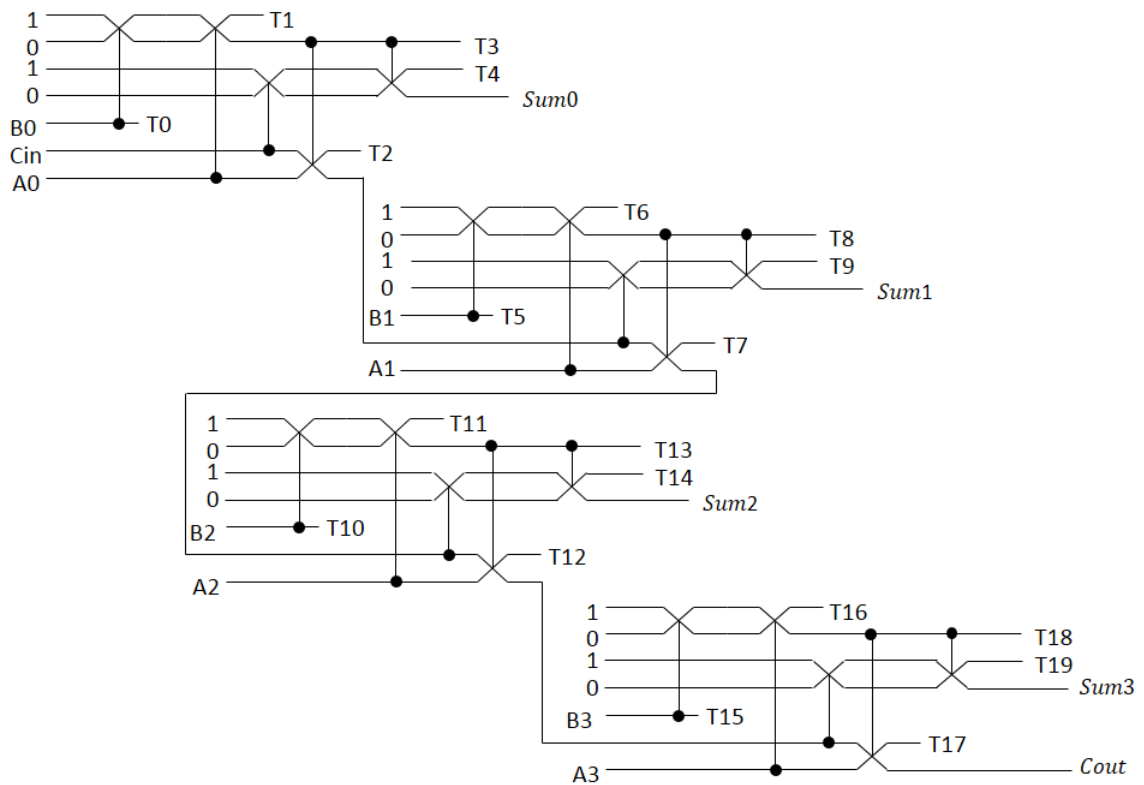 1 T1
0 T3
1 T4
0 Sum0
B0 T0
Cin T2
A0
1 T6
0 T8
1 T9
0 Sum1
B1 T5
T7
A1
1 T11
0 T13
1 T14
0 Sum2
B2 T10
T12
A2
1 T16
0 T18
1 T19
0 Sum3
B3 T15
T17
A3 Cout